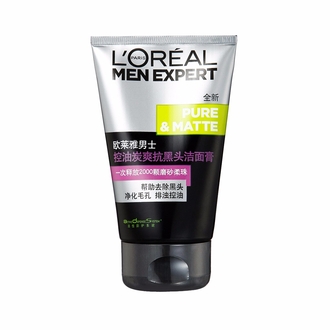 L'ORÉAL
PARIS
MEN EXPERT
全新
PURE
& MATTE
欧莱雅男士
控油炭爽抗黑头洁面膏
一次释放2000颗磨砂柔珠
帮助去除黑头
净化毛孔 排浊控油